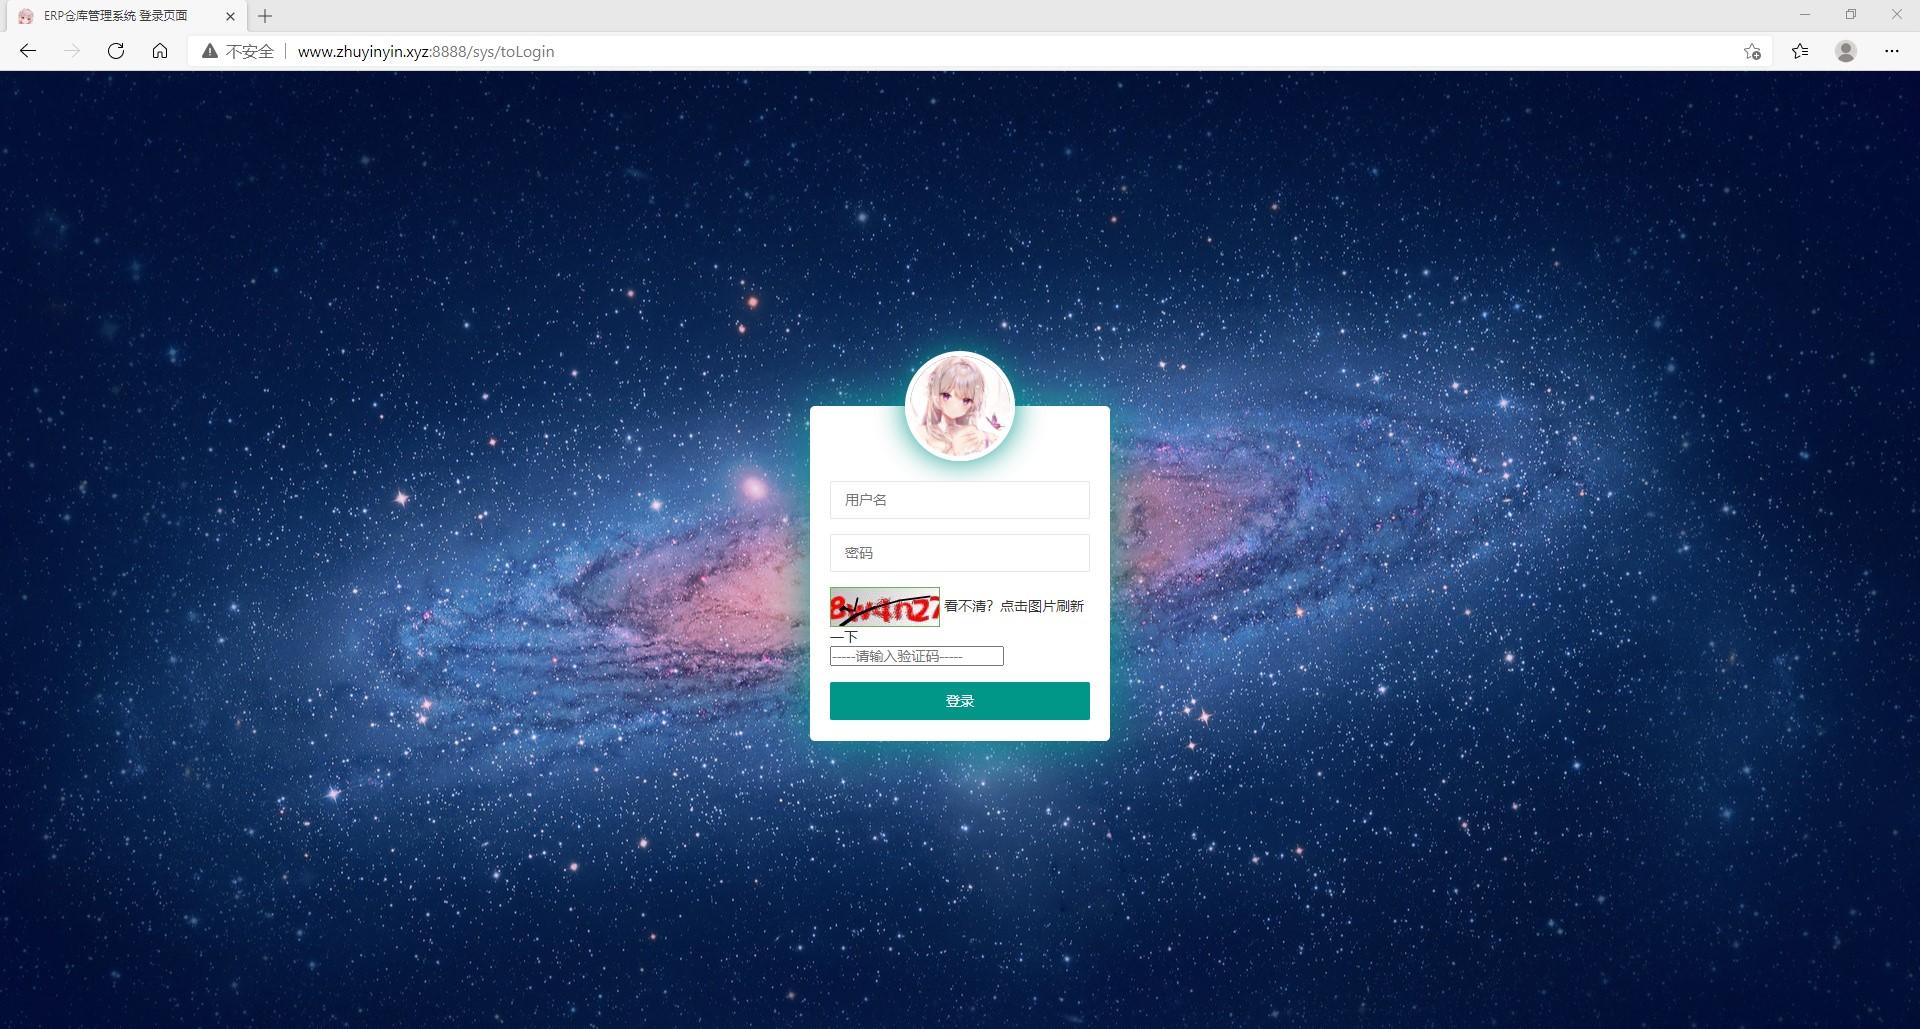 ERP仓库管理系统 登录页面
不安全 | www.zhuyinyin.xyz:8888/sys/toLogin
用户名
密码
看不清？点击图片刷新
一下
-----请输入验证码-----
登录